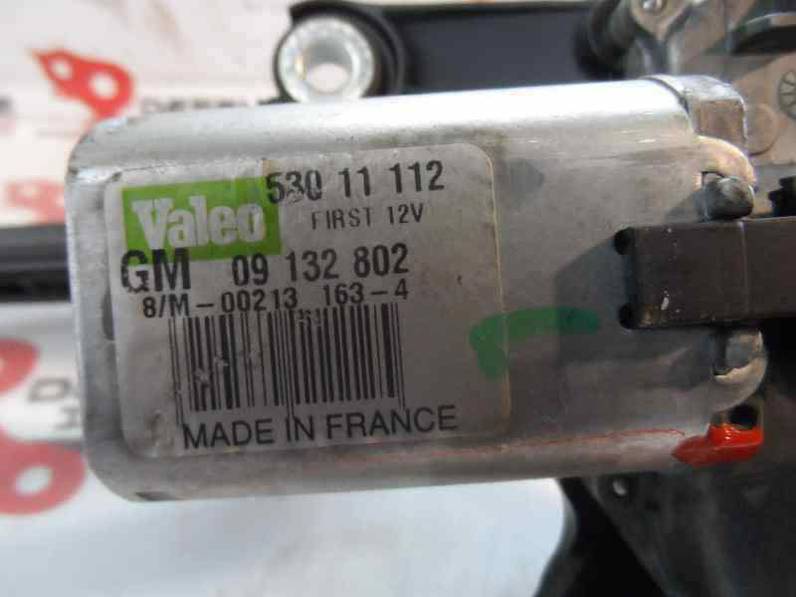 Valeo 530 11 112
FIRST 12V
GM 09 132 802
8/M-00213 163-4
MADE IN FRANCE